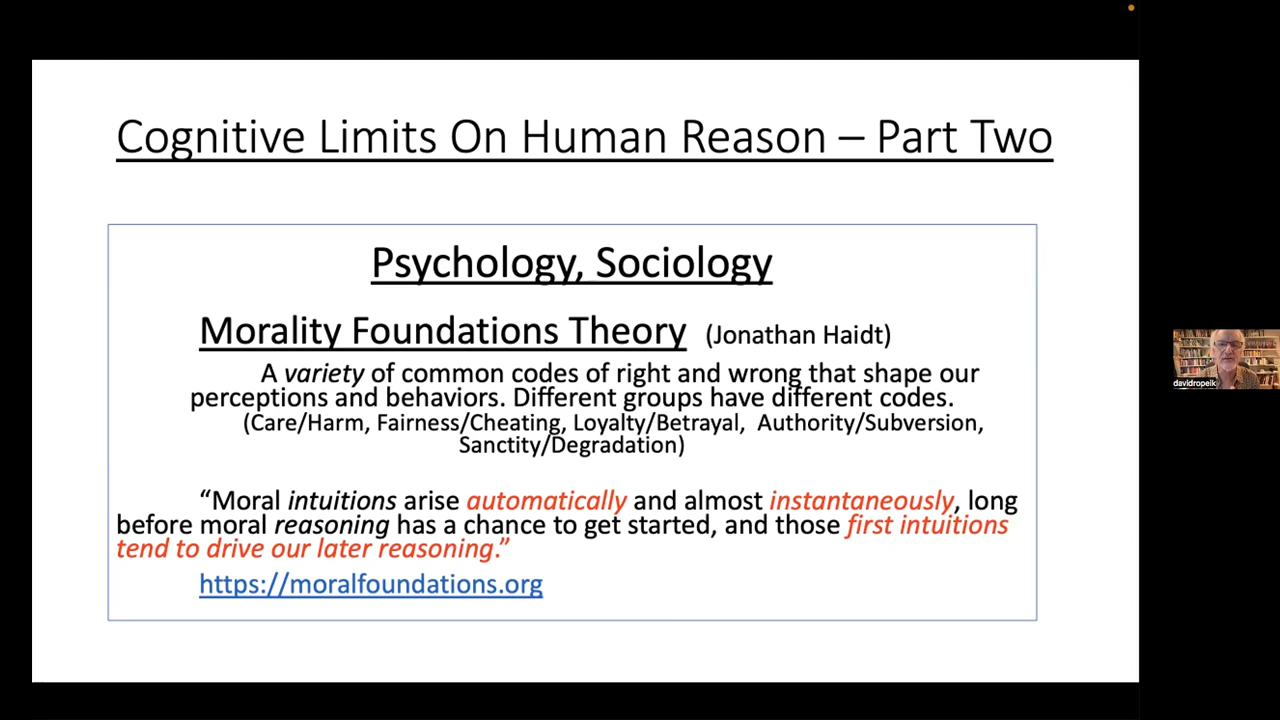 Cognitive Limits On Human Reason – Part Two
Psychology, Sociology
Morality Foundations Theory (Jonathan Haidt)
A variety of common codes of right and wrong that shape our
perceptions and behaviors. Different groups have different codes.
(Care/Harm, Fairness/Cheating, Loyalty/Betrayal, Authority/Subversion,
Sanctity/Degradation)
“Moral intuitions arise automatically and almost instantaneously, long
before moral reasoning has a chance to get started, and those first intuitions
tend to drive our later reasoning.”
https://moralfoundations.org
davidropeik